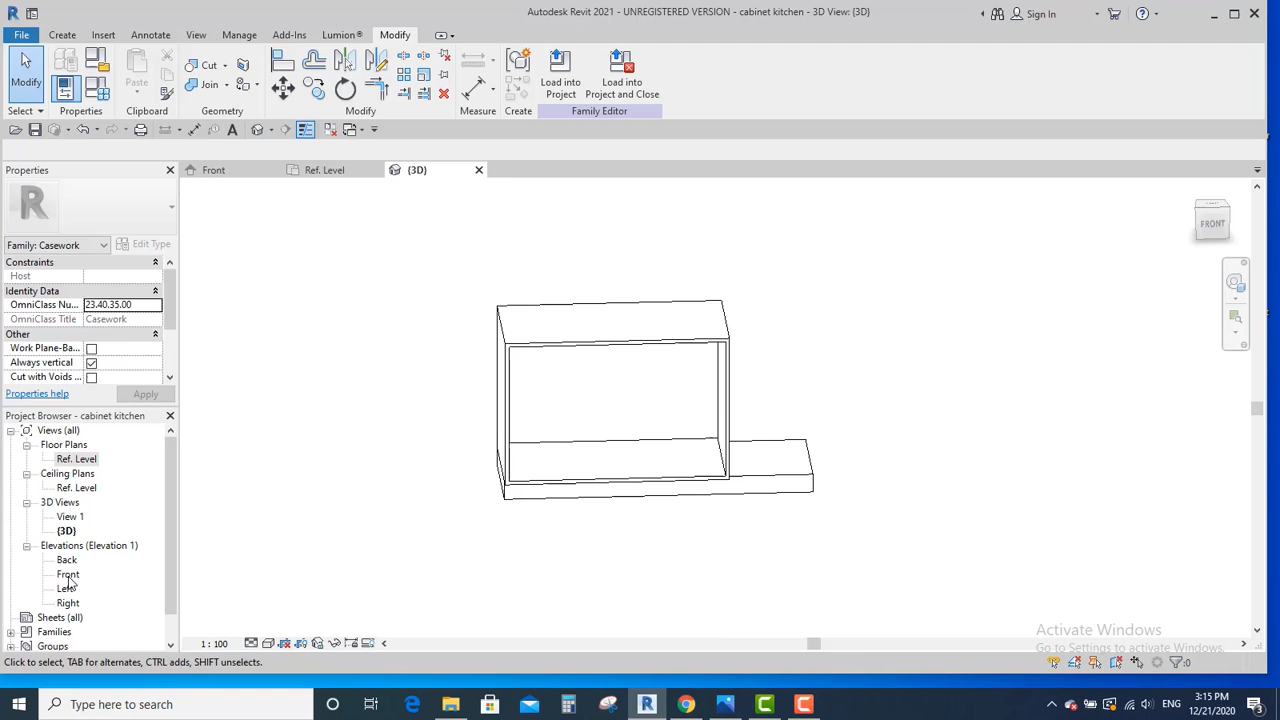 Autodesk Revit 2021 - UNREGISTERED VERSION - cabinet kitchen - 3D View: {3D}
Sign In
File Create Insert Annotate View Manage Add-Ins Lumion® Modify
Modify
Cut
Join
Paste
Load into
Project
Load into
Project and Close
Select Properties Clipboard Geometry Modify Measure Create Family Editor
Properties
Front
Ref. Level
{3D}
FRONT
Family: Casework
Edit Type
Constraints
Host
Identity Data
OmniClass Nu... 23.40.35.00
OmniClass Title Casework
Other
Work Plane-Ba...
Always vertical
Cut with Voids ...
Properties help
Apply
Project Browser - cabinet kitchen
Views (all)
Floor Plans
Ref. Level
Ceiling Plans
Ref. Level
3D Views
View 1
{3D}
Elevations (Elevation 1)
Back
Front
Left
Right
Sheets (all)
Families
Groups
1 : 100
Activate Windows
Go to Settings to activate Windows.
Click to select, TAB for alternates, CTRL adds, SHIFT unselects.
:0
Type here to search
ENG
3:15 PM
12/21/2020